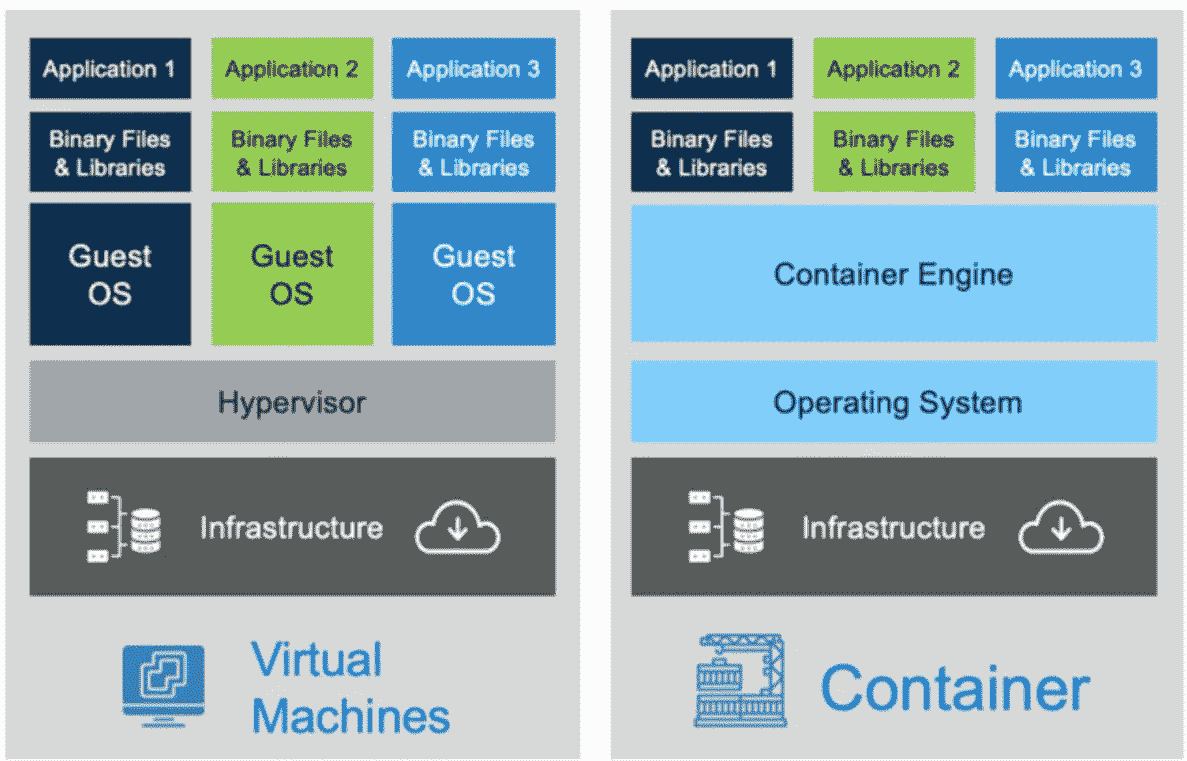 Application 1
Application 2
Application 3
Binary Files
& Libraries
Binary Files
& Libraries
Binary Files
& Libraries
Guest
OS
Guest
OS
Guest
OS
Hypervisor
Infrastructure
Virtual
Machines
Application 1
Application 2
Application 3
Binary Files
& Libraries
Binary Files
& Libraries
Binary Files
& Libraries
Container Engine
Operating System
Infrastructure
Container